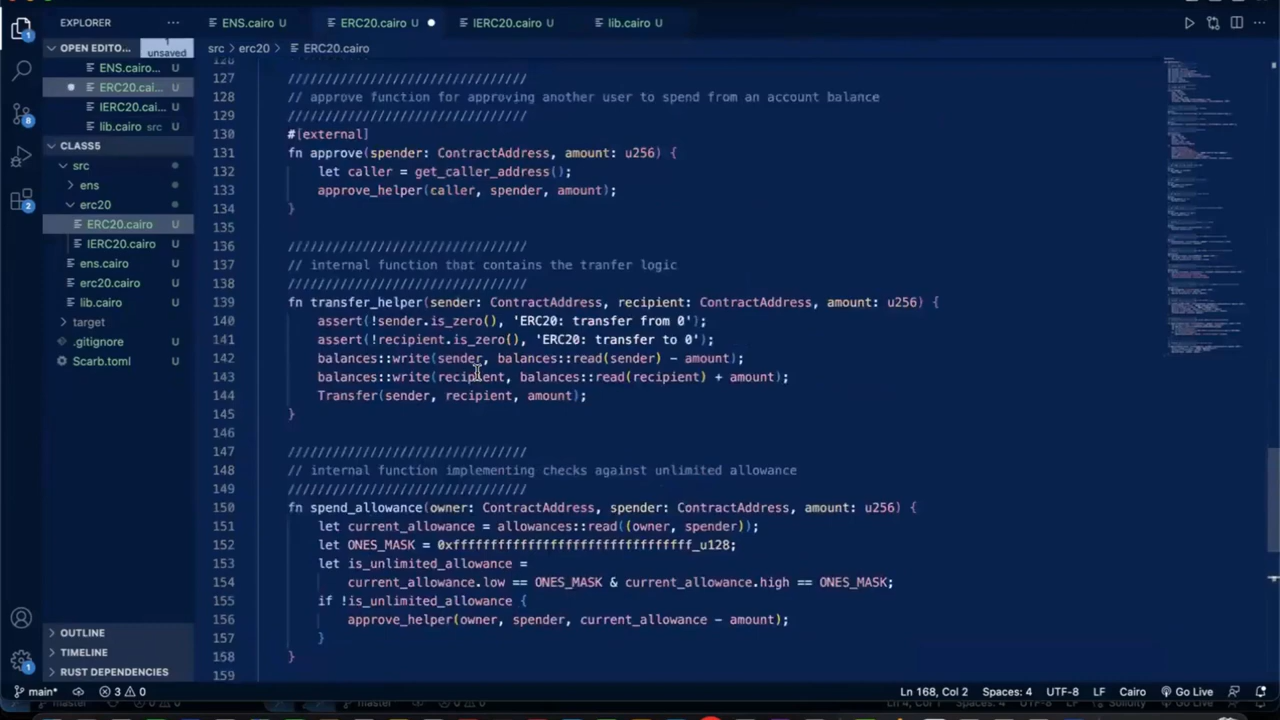 EXPLORER
ENS.cairo U
ERC20.cairo U
IERC20.cairo U
lib.cairo U
OPEN EDITO...
1 unsaved
src > erc20 > ERC20.cairo
ENS.cairo... U
ERC20.cai... U
IERC20.cai... U
lib.cairo src U
CLASS5
src
ens
erc20
ERC20.cairo U
IERC20.cairo U
ens.cairo U
erc20.cairo U
lib.cairo U
target
.gitignore U
Scarb.toml U
OUTLINE
TIMELINE
RUST DEPENDENCIES
126
127 ////////////////////////////////
128 // approve function for approving another user to spend from an account balance
129 ////////////////////////////////
130 #[external]
131 fn approve(spender: ContractAddress, amount: u256) {
132 let caller = get_caller_address();
133 approve_helper(caller, spender, amount);
134 }
135
136 ////////////////////////////////
137 // internal function that contains the tranfer logic
138 ////////////////////////////////
139 fn transfer_helper(sender: ContractAddress, recipient: ContractAddress, amount: u256) {
140 assert(!sender.is_zero(), 'ERC20: transfer from 0');
141 assert(!recipient.is_zero(), 'ERC20: transfer to 0');
142 balances::write(sender, balances::read(sender) - amount);
143 balances::write(recipient, balances::read(recipient) + amount);
144 Transfer(sender, recipient, amount);
145 }
146
147 ////////////////////////////////
148 // internal function implementing checks against unlimited allowance
149 ////////////////////////////////
150 fn spend_allowance(owner: ContractAddress, spender: ContractAddress, amount: u256) {
151 let current_allowance = allowances::read((owner, spender));
152 let ONES_MASK = 0xffffffffffffffffffffffffffffffff_u128;
153 let is_unlimited_allowance =
154 current_allowance.low == ONES_MASK & current_allowance.high == ONES_MASK;
155 if !is_unlimited_allowance {
156 approve_helper(owner, spender, current_allowance - amount);
157 }
158 }
159
main* 3 0 Ln 168, Col 2 Spaces: 4 UTF-8 LF Cairo Go Live